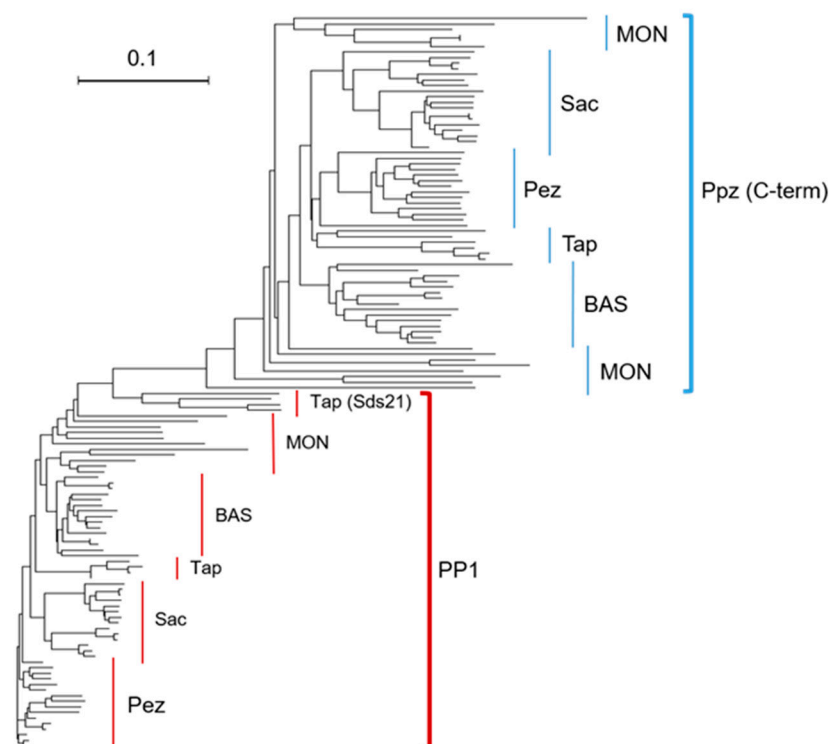 MON
0.1
Sac
Pez
Ppz (C-term)
Tap
BAS
MON
Tap (Sds21)
MON
BAS
Tap
PP1
Sac
Pez